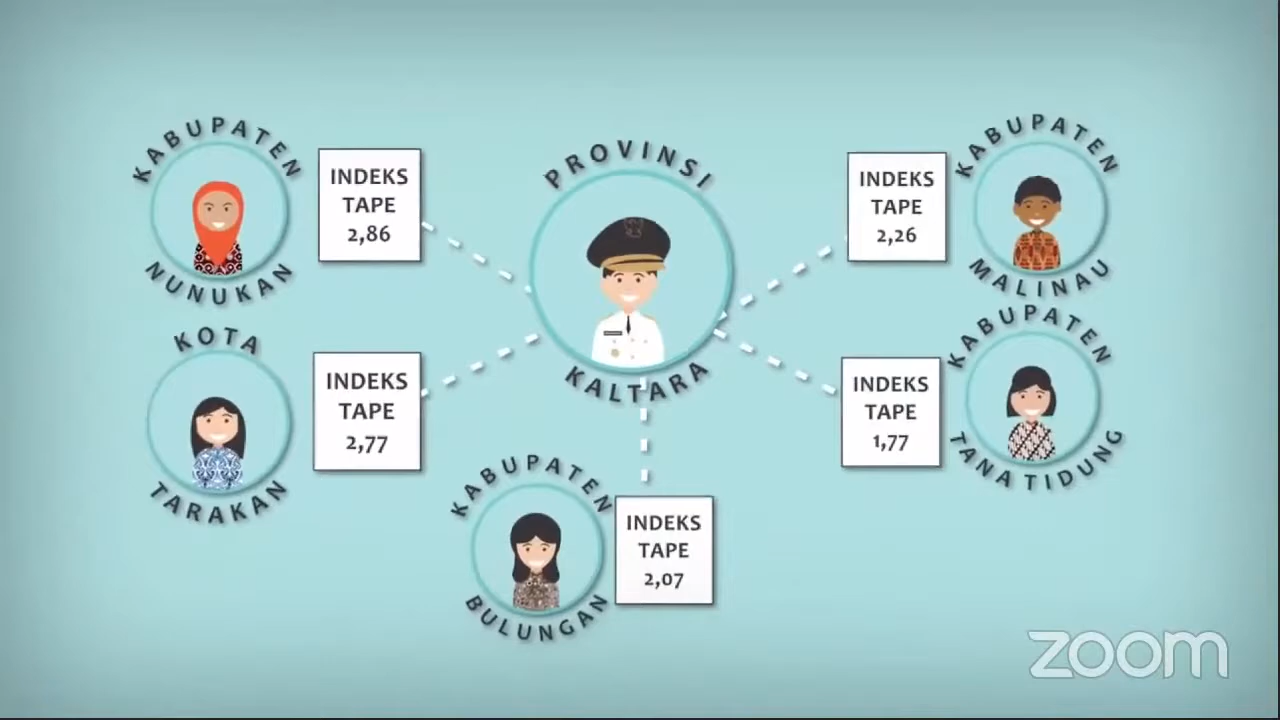 KABUPATEN
NUNUKAN
INDEKS
TAPE
2,86
PROVINSI
KALTARA
INDEKS
TAPE
2,26
KABUPATEN
MALINAU
KOTA
TARAKAN
INDEKS
TAPE
2,77
INDEKS
TAPE
1,77
KABUPATEN
TANA TIDUNG
KABUPATEN
BULUNGAN
INDEKS
TAPE
2,07
zoom